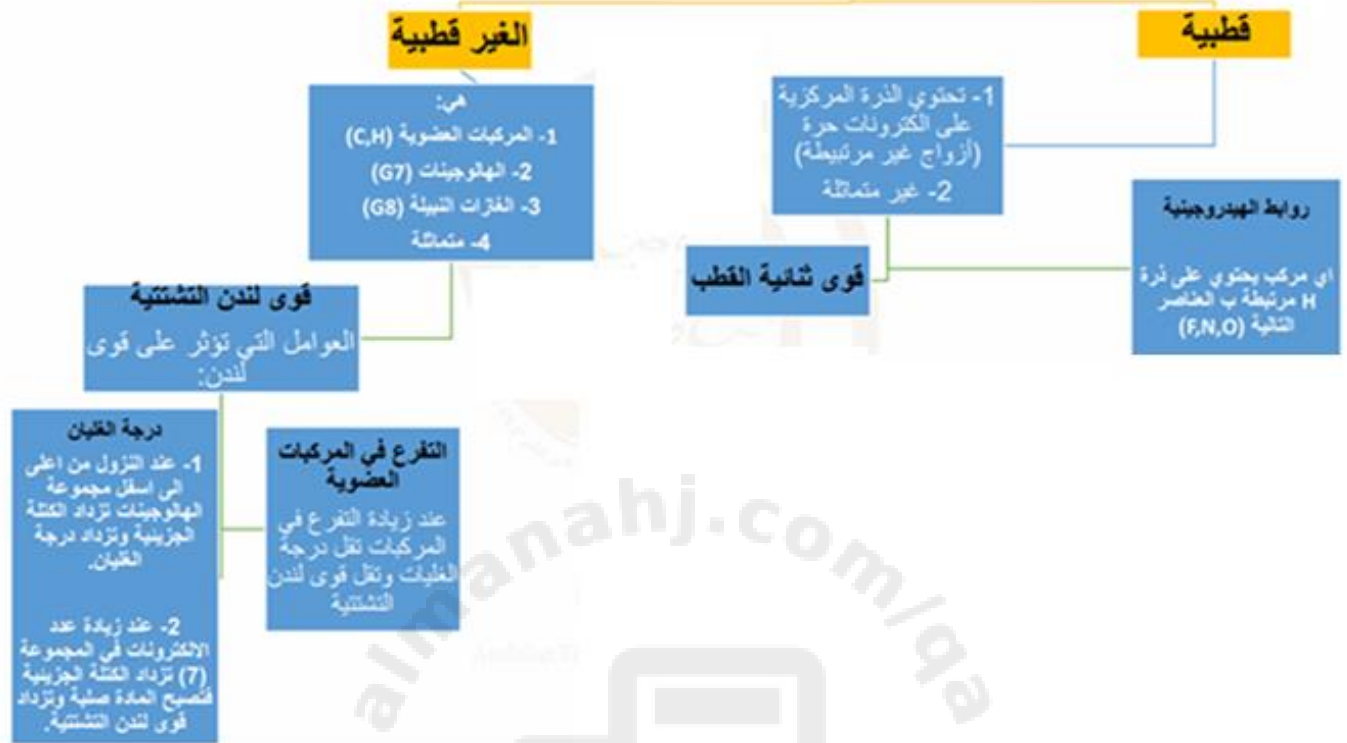 قطبية
الغير قطبية
1- تحتوي الذرة المركزية
على الكترونات حرة
(أزواج غير مرتبيطة)
2- غير متماثلة
هي:
1- المركبات العضوية (C,H)
2- الهالوجينات (G7)
3- الغازات النبيلة (G8)
4- متماثلة
روابط الهيدروجينية
اي مركب يحتوي على ذرة
H مرتبطة ب العناصر
التالية (F,N,O)
قوى ثنائية القطب
قوى لندن التشتتية
العوامل التي تؤثر على قوى
لندن:
درجة الغليان
1- عند النزول من اعلى
الى اسفل مجموعة
الهالوجينات تزداد الكتلة
الجزيئية وتزداد درجة
الغليان.
2- عند زيادة عدد
الالكترونات في المجموعة
(7) تزداد الكتلة الجزيئية
فتصبح المادة صلبة وتزداد
قوى لندن التشتتية.
التفرع في المركبات
العضوية
عند زيادة التفرع في
المركبات تقل درجة
الغليات وتقل قوى لندن
التشتتية
almanahj.com/qa